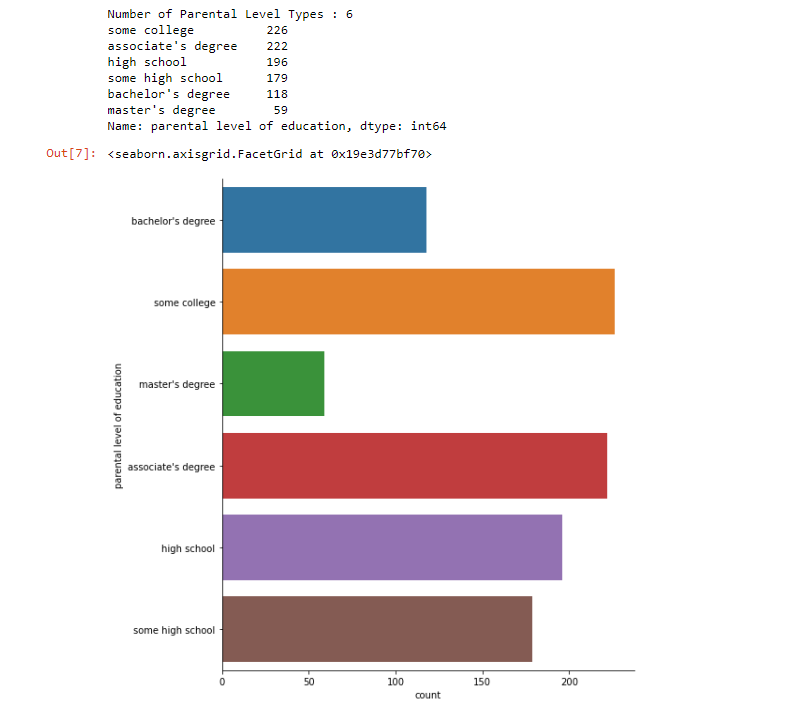 Number of Parental Level Types : 6
some college 226
associate's degree 222
high school 196
some high school 179
bachelor's degree 118
master's degree 59
Name: parental level of education, dtype: int64
Out[7]: <seaborn.axisgrid.FacetGrid at 0x19e3d77bf70>
bachelor's degree
some college
master's degree
associate's degree
high school
some high school
parental level of education
0 50 100 150 200
count